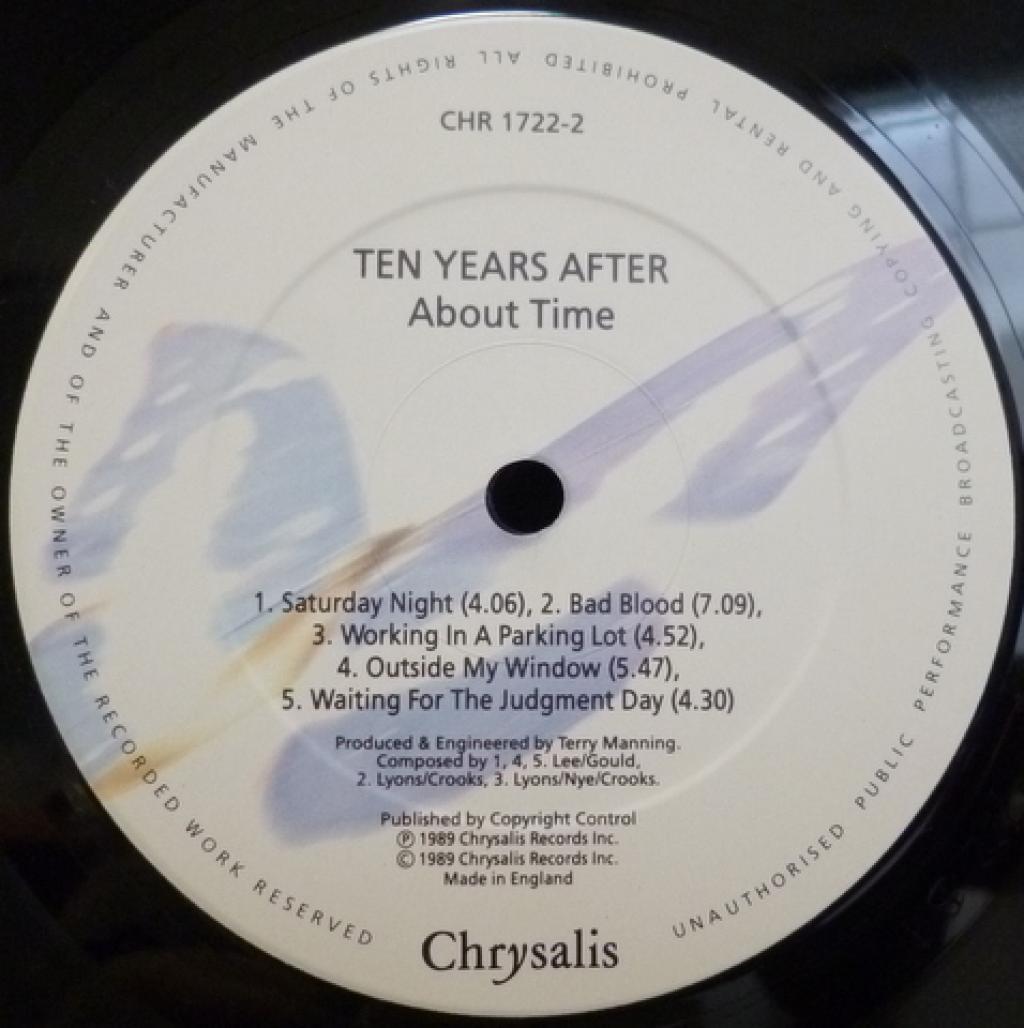 CHR 1722-2
TEN YEARS AFTER
About Time
1. Saturday Night (4.06), 2. Bad Blood (7.09),
3. Working In A Parking Lot (4.52),
4. Outside My Window (5.47),
5. Waiting For The Judgment Day (4.30)
Produced & Engineered by Terry Manning.
Composed by 1, 4, 5. Lee/Gould,
2. Lyons/Crooks, 3. Lyons/Nye/Crooks.
Published by Copyright Control
Ⓟ 1989 Chrysalis Records Inc.
© 1989 Chrysalis Records Inc.
Made in England
Chrysalis
UNAUTHORISED PUBLIC PERFORMANCE BROADCASTING COPYING AND RENTAL PROHIBITED ALL RIGHTS OF THE MANUFACTURER AND OF THE OWNER OF THE RECORDED WORK RESERVED